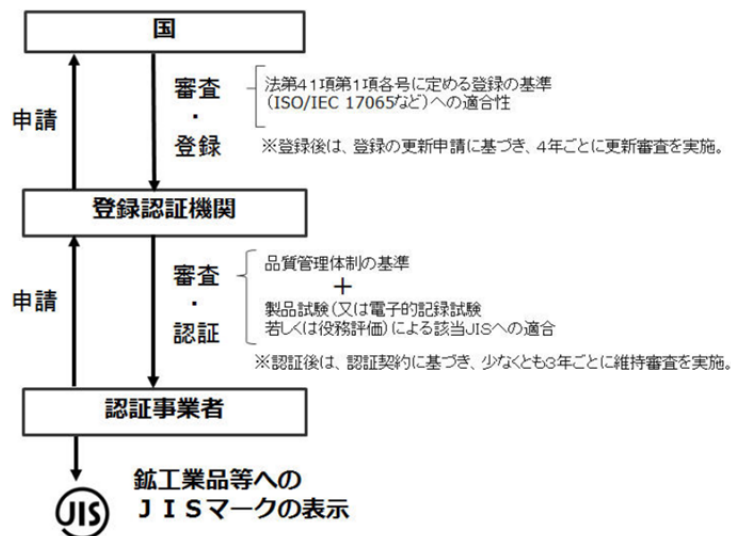 国
申請
審査
・
登録
法第41項第1項各号に定める登録の基準
(ISO/IEC 17065など)への適合性
※登録後は、登録の更新申請に基づき、4年ごとに更新審査を実施。
登録認証機関
申請
審査
・
認証
品質管理体制の基準
+
製品試験(又は電子的記録試験
若しくは役務評価)による該当JISへの適合
※認証後は、認証契約に基づき、少なくとも3年ごとに維持審査を実施。
認証事業者
JIS
鉱工業品等への
JISマークの表示